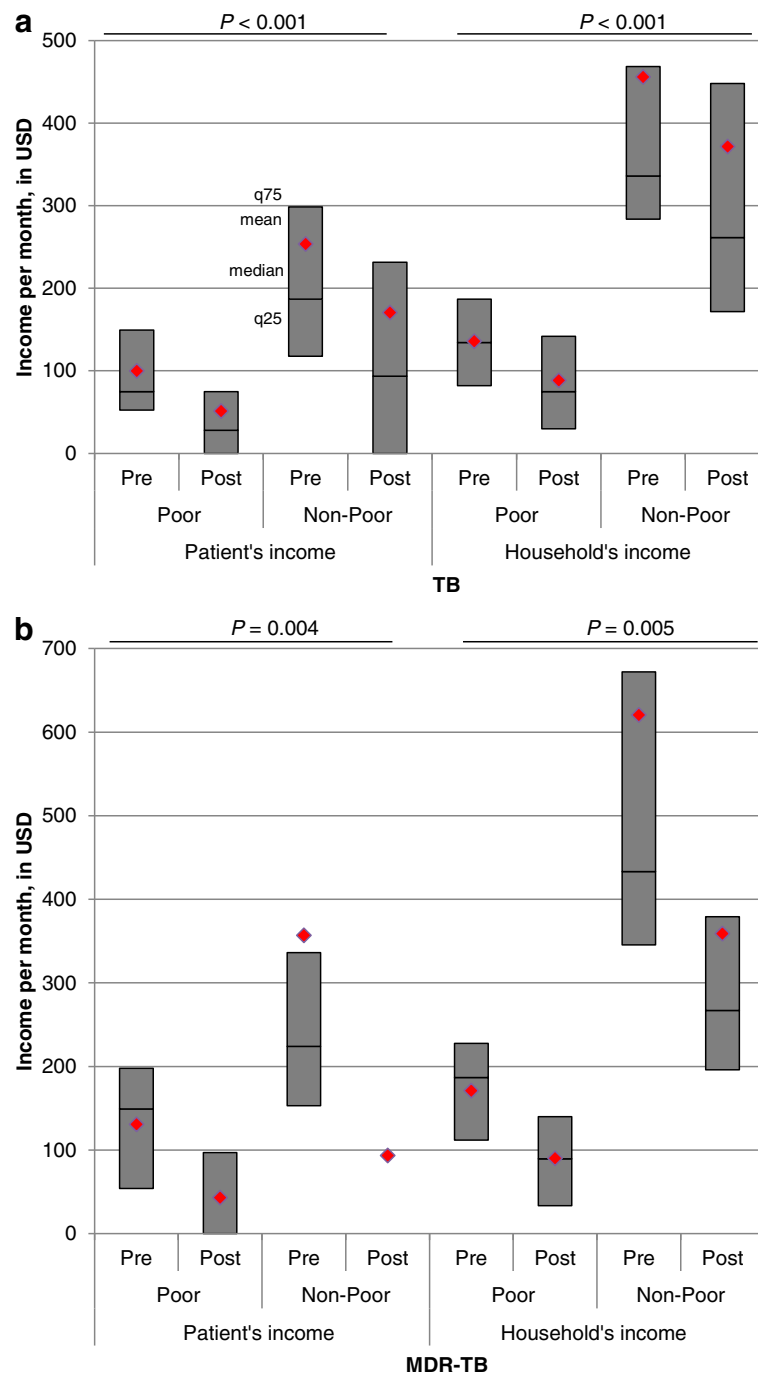 a
P < 0.001 P < 0.001
Income per month, in USD
500
400
300
200
100
0
q75
mean
median
q25
Pre Post Pre Post Pre Post Pre Post
Poor Non-Poor Poor Non-Poor
Patient's income Household's income
TB
b
P = 0.004 P = 0.005
Income per month, in USD
700
600
500
400
300
200
100
0
Pre Post Pre Post Pre Post Pre Post
Poor Non-Poor Poor Non-Poor
Patient's income Household's income
MDR-TB